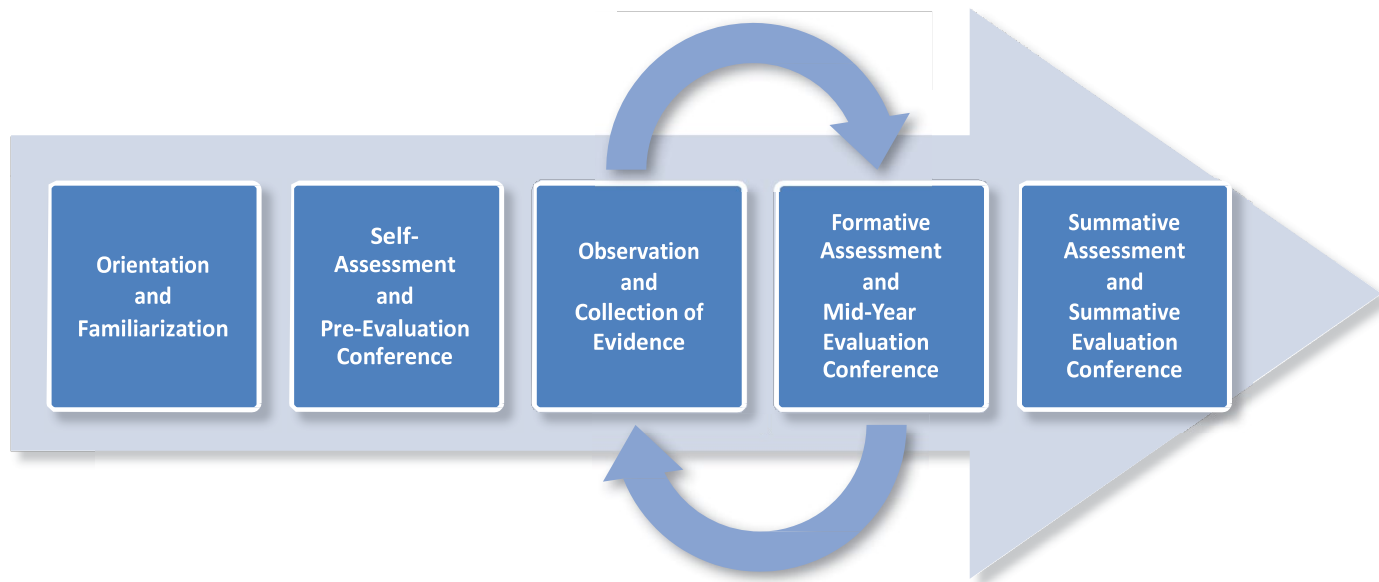 Orientation
and
Familiarization
Self-
Assessment
and
Pre-Evaluation
Conference
Observation
and
Collection of
Evidence
Formative
Assessment
and
Mid-Year
Evaluation
Conference
Summative
Assessment
and
Summative
Evaluation
Conference